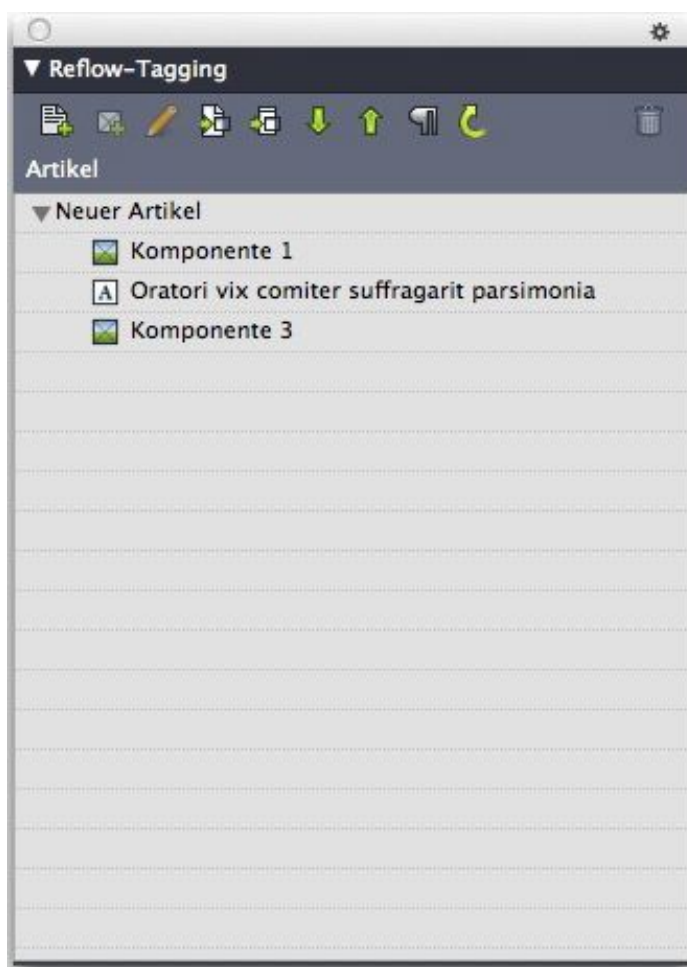 Reflow-Tagging
Artikel
Neuer Artikel
Komponente 1
A Oratori vix comiter suffragarit parsimonia
Komponente 3